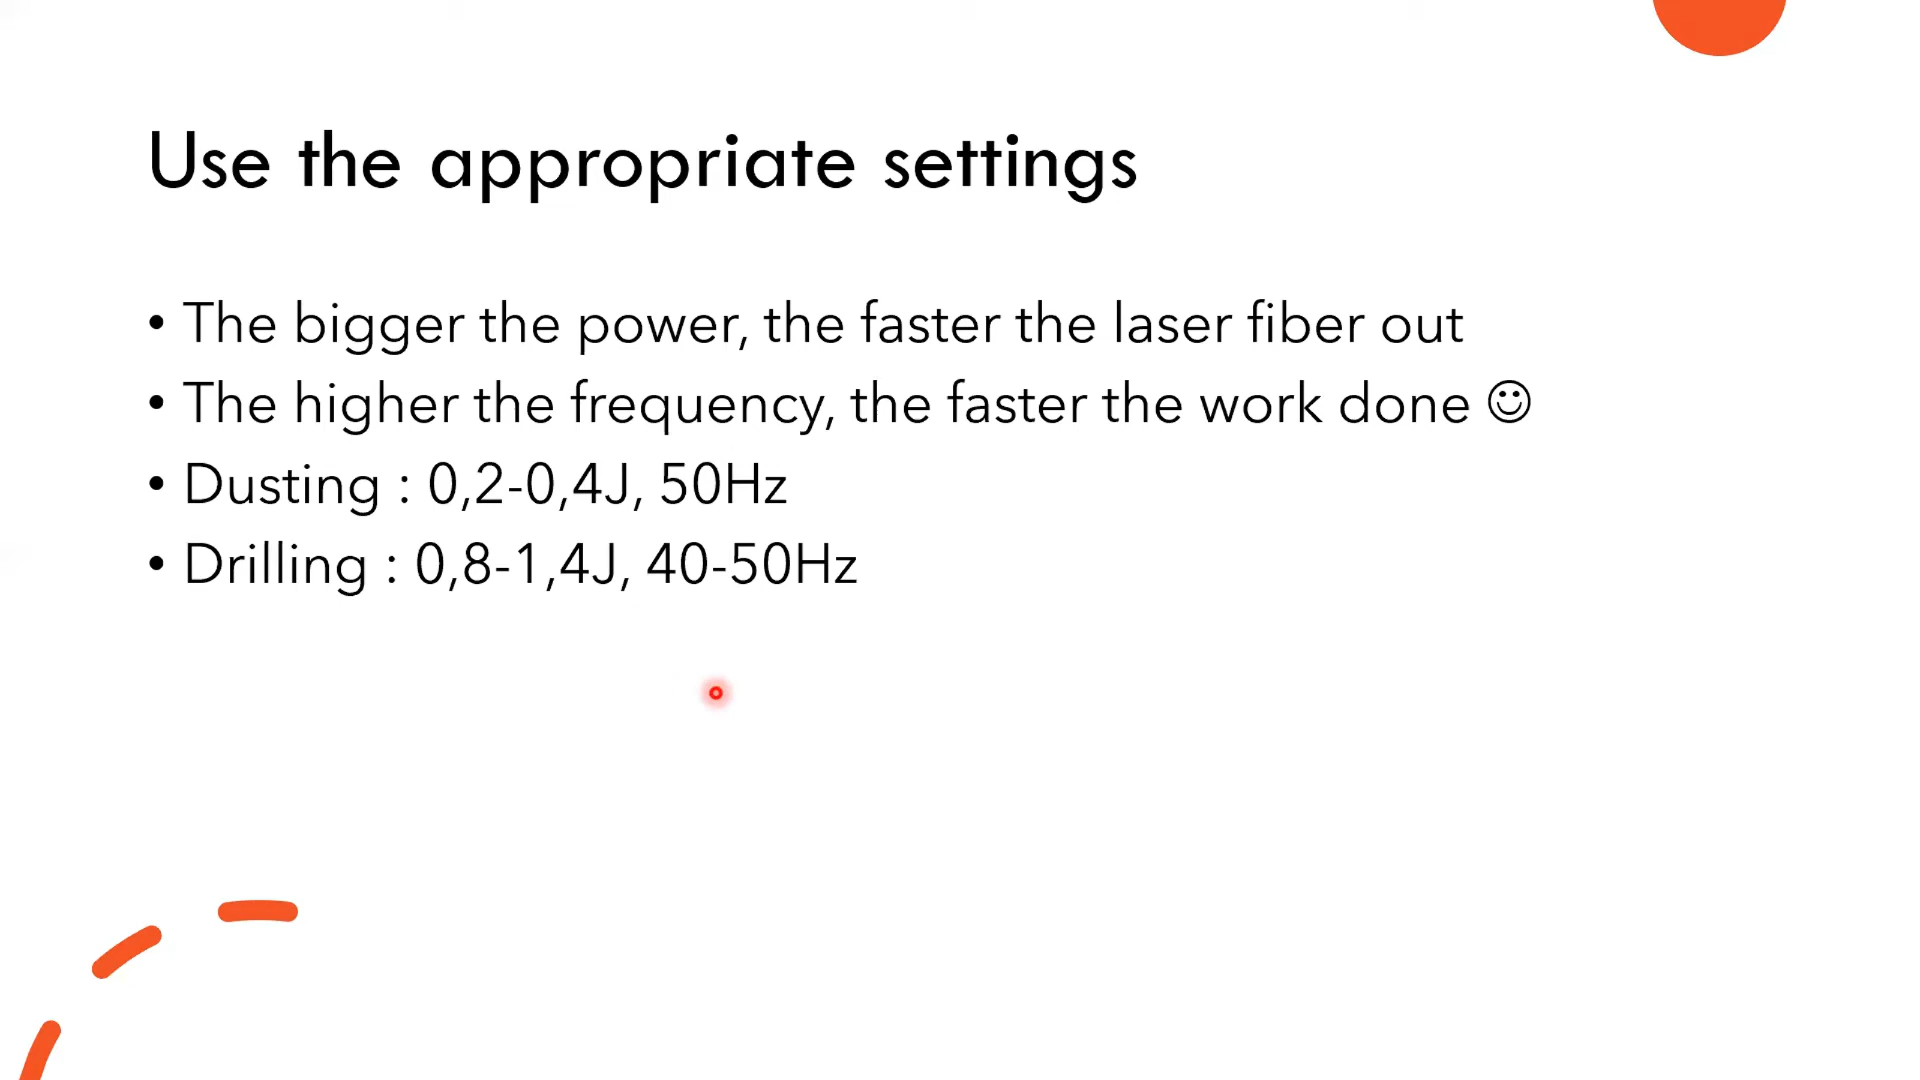 Use the appropriate settings
• The bigger the power, the faster the laser fiber out
• The higher the frequency, the faster the work done ☺
• Dusting : 0,2-0,4J, 50Hz
• Drilling : 0,8-1,4J, 40-50Hz